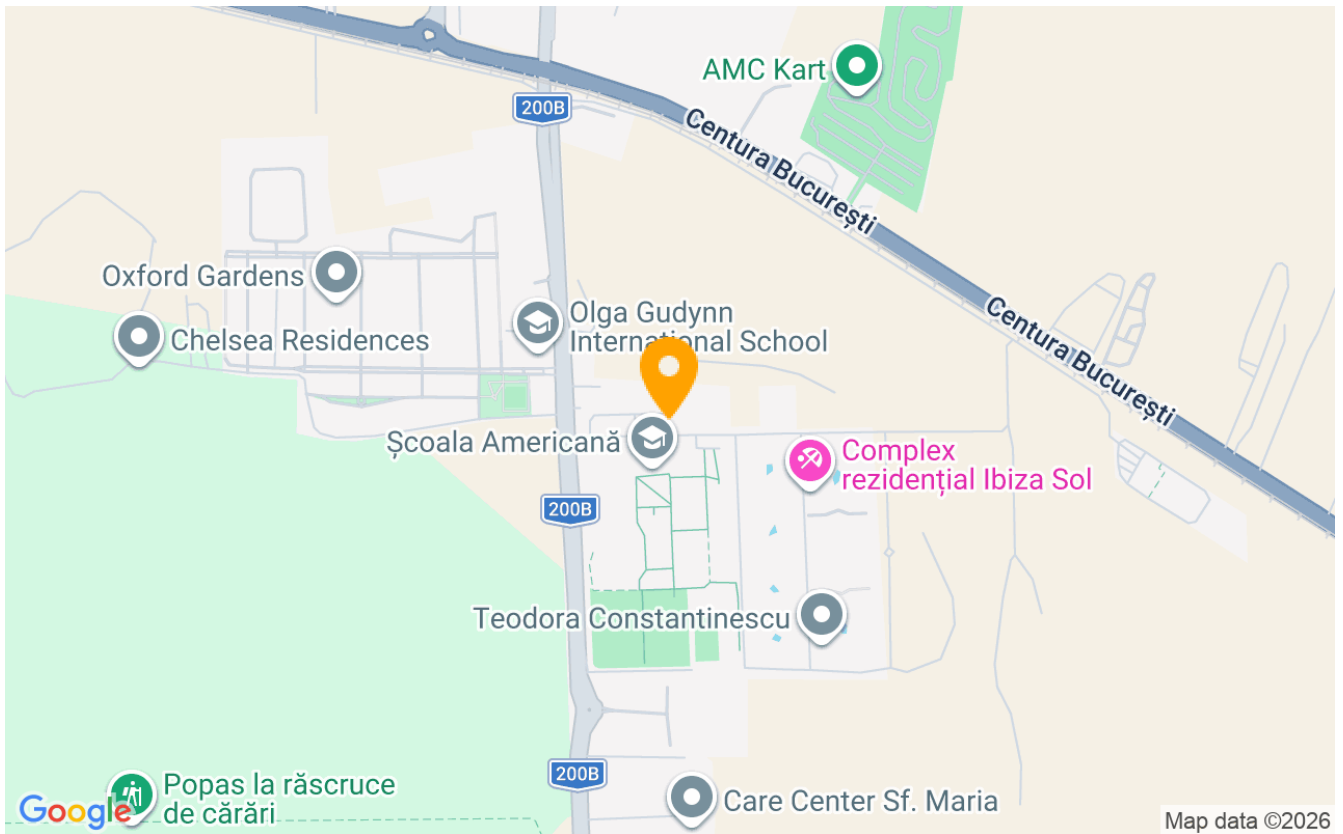 AMC Kart
200B
Centura București
Oxford Gardens
Olga Gudynn
International School
Chelsea Residences
Centura București
Școala Americană
Complex
rezidențial Ibiza Sol
200B
Teodora Constantinescu
200B
Popas la răscruce
de cărări
Care Center Sf. Maria
Google
Map data ©2026